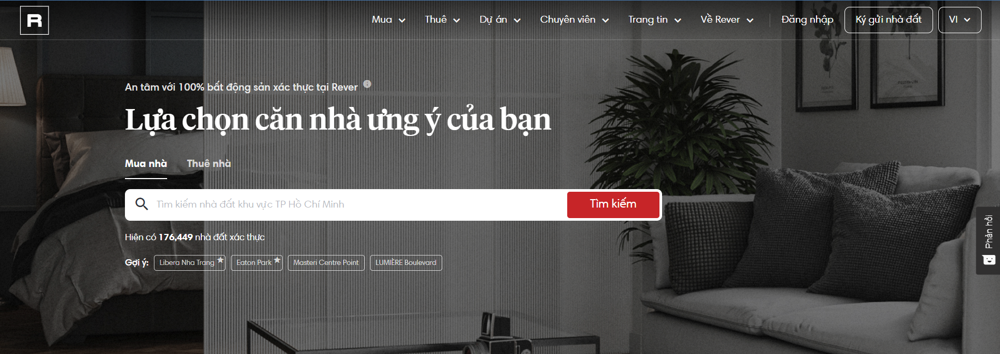 R
Mua
Thuê
Dự án
Chuyên viên
Trang tin
Về Rever
Đăng nhập
Ký gửi nhà đất
VI
An tâm với 100% bất động sản xác thực tại Rever
Lựa chọn căn nhà ưng ý của bạn
Mua nhà
Thuê nhà
Tìm kiếm nhà đất khu vực TP Hồ Chí Minh
Tìm kiếm
Hiện có 176,449 nhà đất xác thực
Gợi ý:
Libera Nha Trang
Eaton Park
Masteri Centre Point
LUMIÈRE Boulevard
Phản hồi